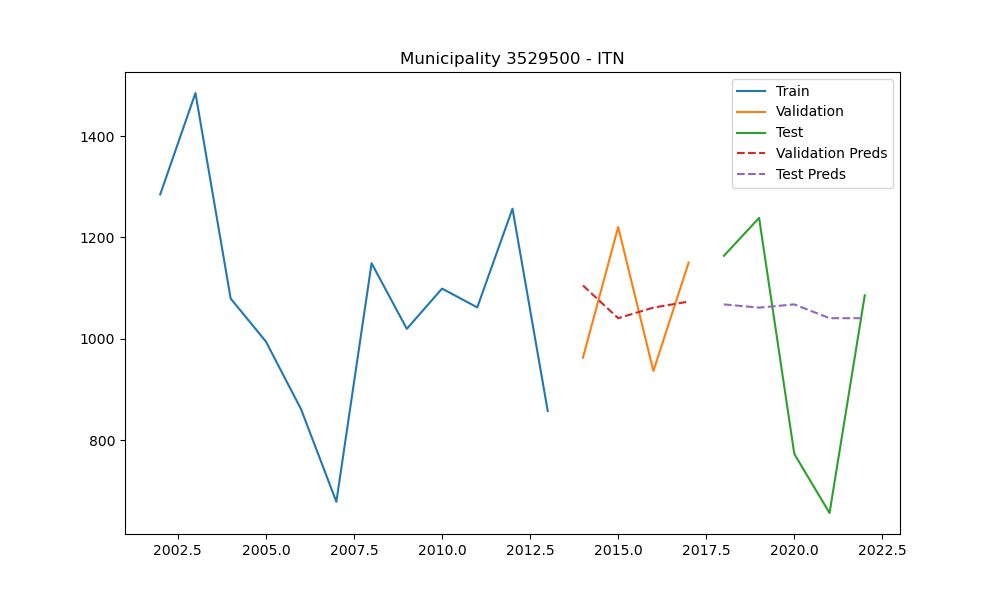 Municipality 3529500 - ITN
Train
Validation
Test
Validation Preds
Test Preds
1400
1200
1000
800
2002.5 2005.0 2007.5 2010.0 2012.5 2015.0 2017.5 2020.0 2022.5